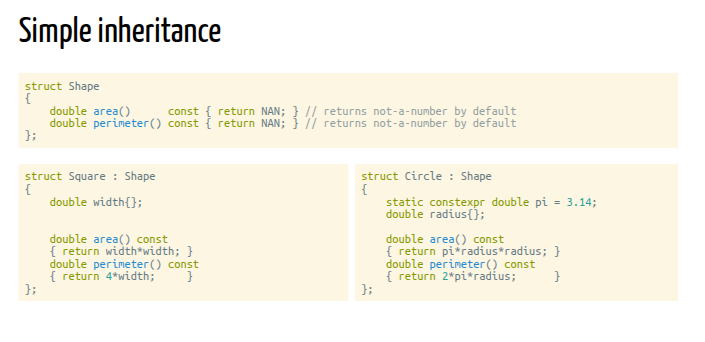 Simple inheritance
struct Shape
{
    double area()      const { return NAN; } // returns not-a-number by default
    double perimeter() const { return NAN; } // returns not-a-number by default
};
struct Square : Shape
{
    double width{};

    double area() const
    { return width*width; }
    double perimeter() const
    { return 4*width;     }
};
struct Circle : Shape
{
    static constexpr double pi = 3.14;
    double radius{};

    double area() const
    { return pi*radius*radius; }
    double perimeter() const
    { return 2*pi*radius;      }
};